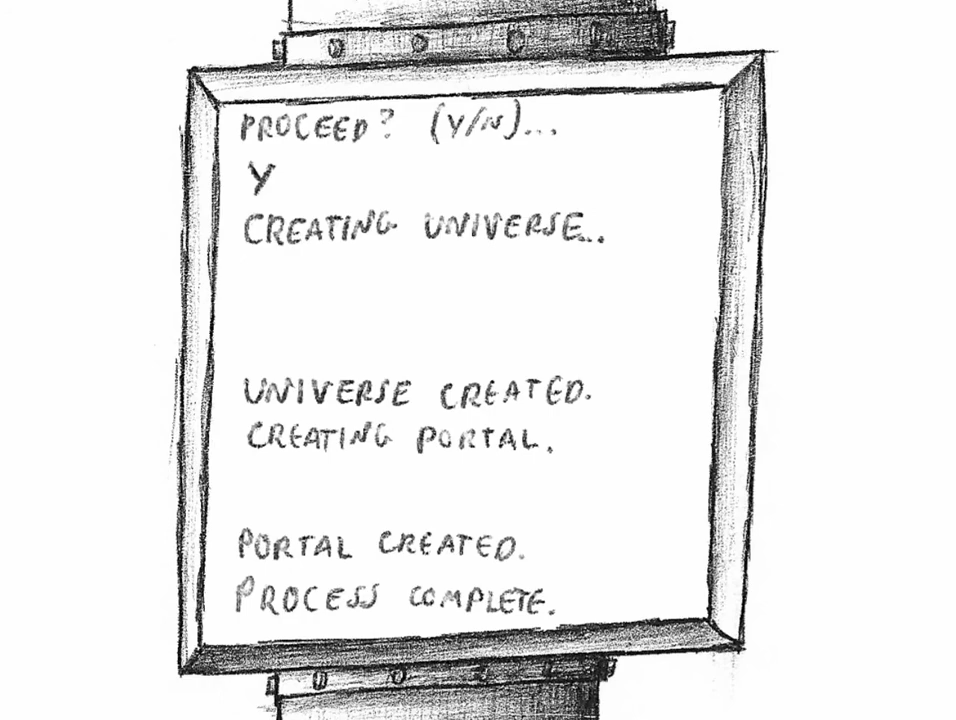 PROCEED? (Y/N)...
Y
CREATING UNIVERSE...
UNIVERSE CREATED.
CREATING PORTAL.
PORTAL CREATED.
PROCESS COMPLETE.